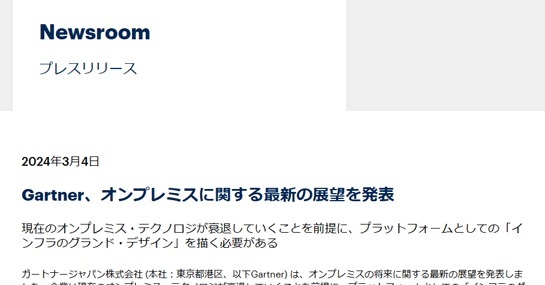 Newsroom
プレスリリース
2024年3月4日
Gartner、オンプレミスに関する最新の展望を発表
現在のオンプレミス・テクノロジが衰退していくことを前提に、プラットフォームとしての「イ
ンフラのグランド・デザイン」を描く必要がある
ガートナージャパン株式会社 (本社：東京都港区、以下Gartner) は、オンプレミスの将来に関する最新の展望を発表しま